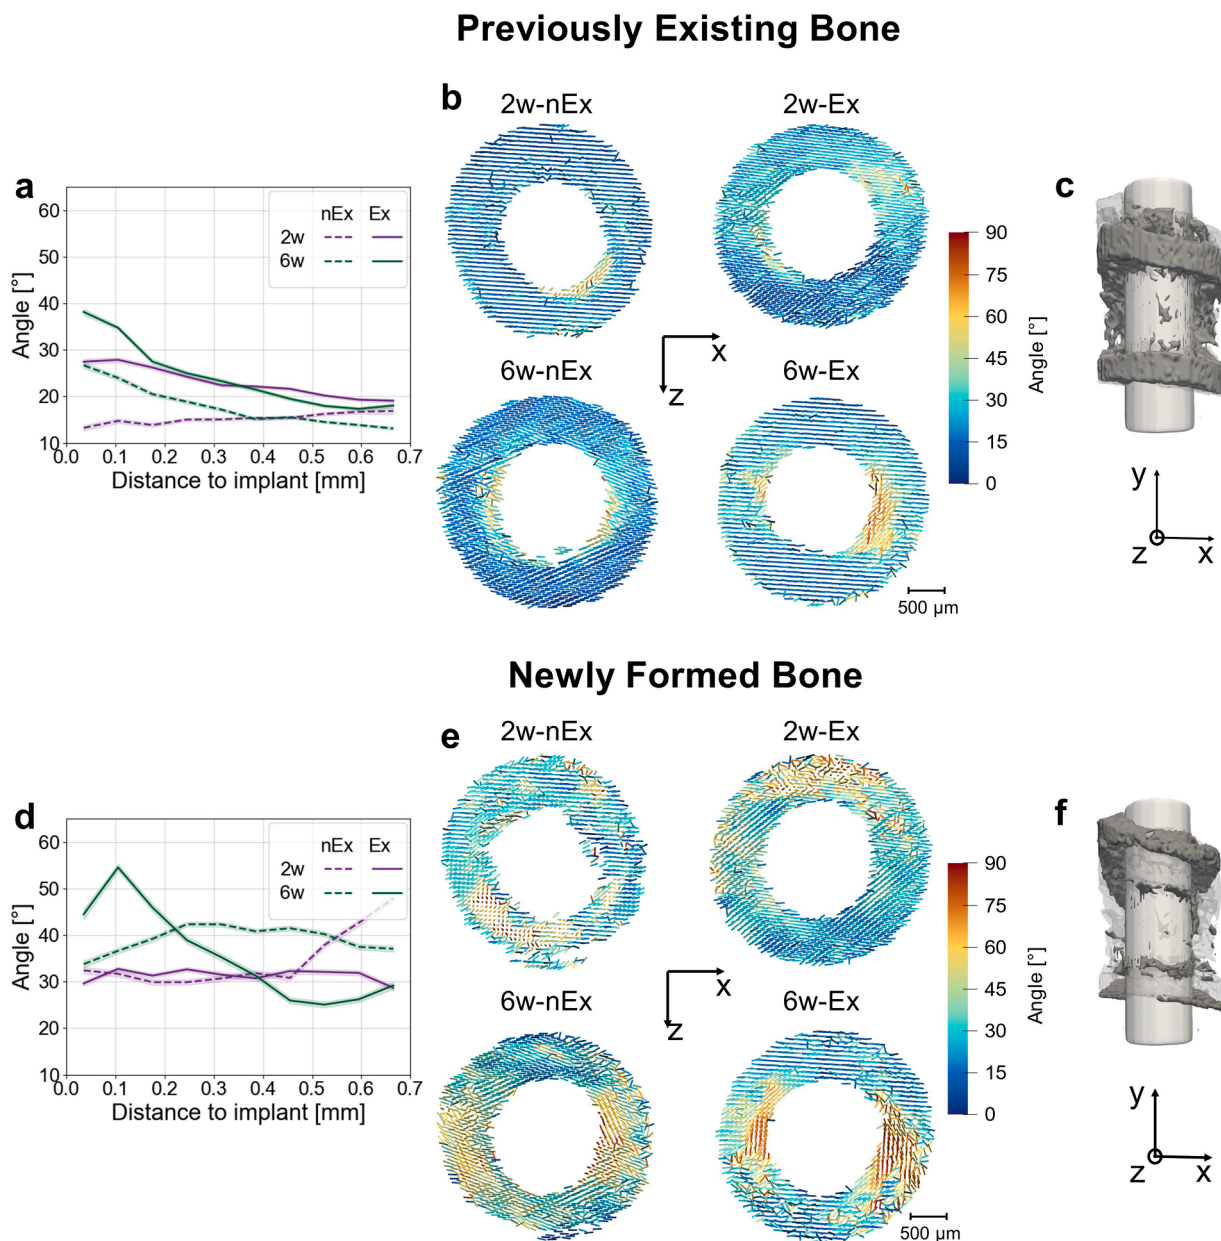 Previously Existing Bone
a
60
50
40
30
20
10
0.0 0.1 0.2 0.3 0.4 0.5 0.6 0.7
Angle [°]
Distance to implant [mm]
nEx Ex
2w
6w
b
2w-nEx
2w-Ex
x
z
6w-nEx
6w-Ex
90
75
60
45
30
15
0
Angle [°]
500 µm
c
y
z
x
Newly Formed Bone
d
60
50
40
30
20
10
0.0 0.1 0.2 0.3 0.4 0.5 0.6 0.7
Angle [°]
Distance to implant [mm]
nEx Ex
2w
6w
e
2w-nEx
2w-Ex
x
z
6w-nEx
6w-Ex
90
75
60
45
30
15
0
Angle [°]
500 µm
f
y
z
x